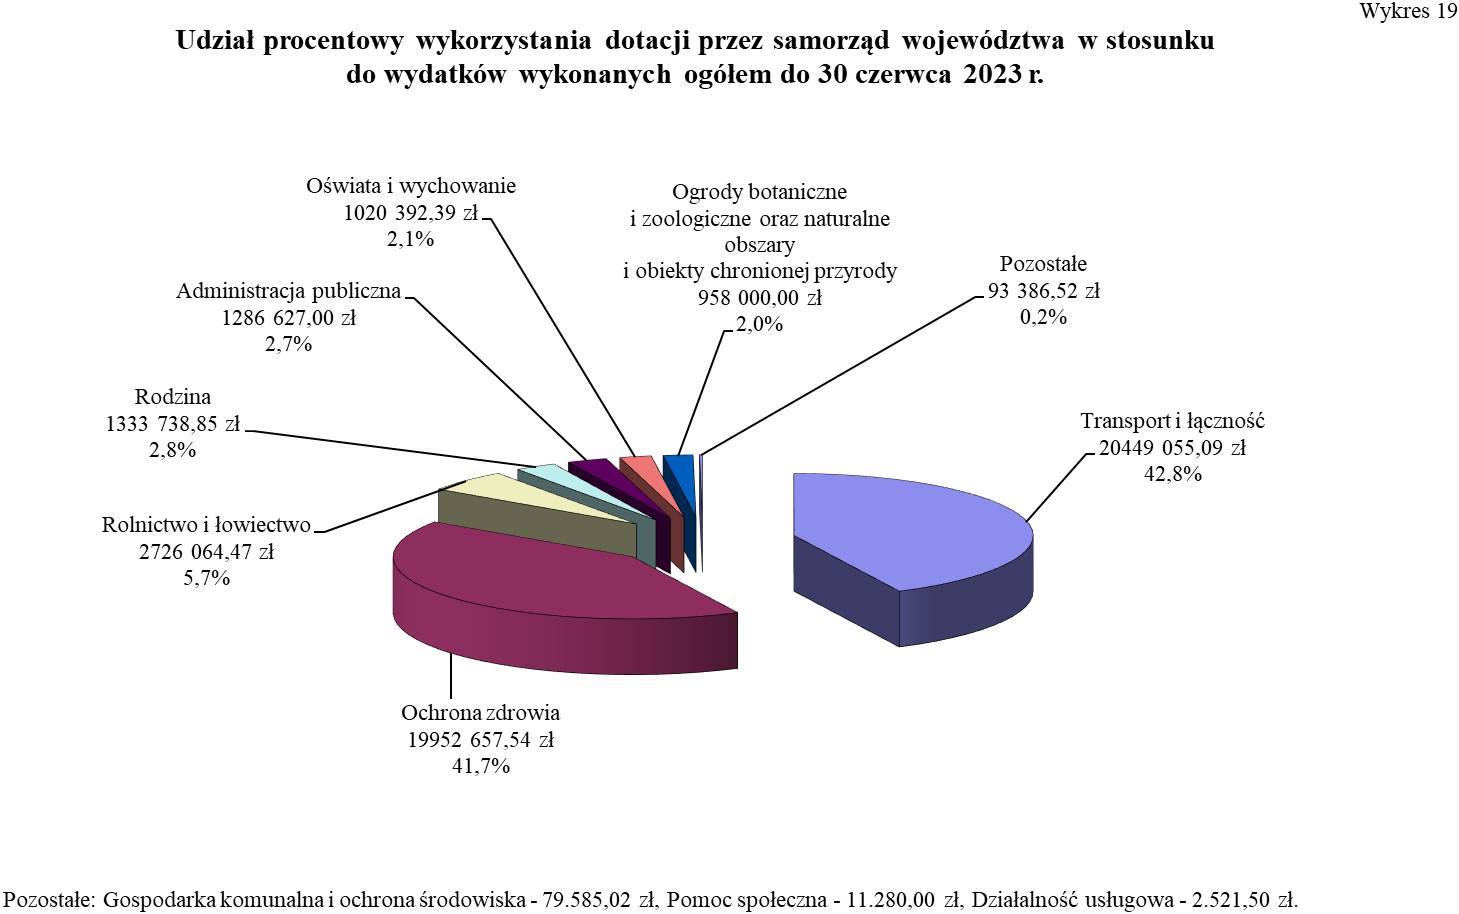 Wykres 19
Udział procentowy wykorzystania dotacji przez samorząd województwa w stosunku
do wydatków wykonanych ogółem do 30 czerwca 2023 r.
Oświata i wychowanie
1020 392,39 zł
2,1%
Ogrody botaniczne
i zoologiczne oraz naturalne
obszary
i obiekty chronionej przyrody
958 000,00 zł
2,0%
Pozostałe
93 386,52 zł
0,2%
Administracja publiczna
1286 627,00 zł
2,7%
Rodzina
1333 738,85 zł
2,8%
Transport i łączność
20449 055,09 zł
42,8%
Rolnictwo i łowiectwo
2726 064,47 zł
5,7%
Ochrona zdrowia
19952 657,54 zł
41,7%
Pozostałe: Gospodarka komunalna i ochrona środowiska - 79.585,02 zł, Pomoc społeczna - 11.280,00 zł, Działalność usługowa - 2.521,50 zł.